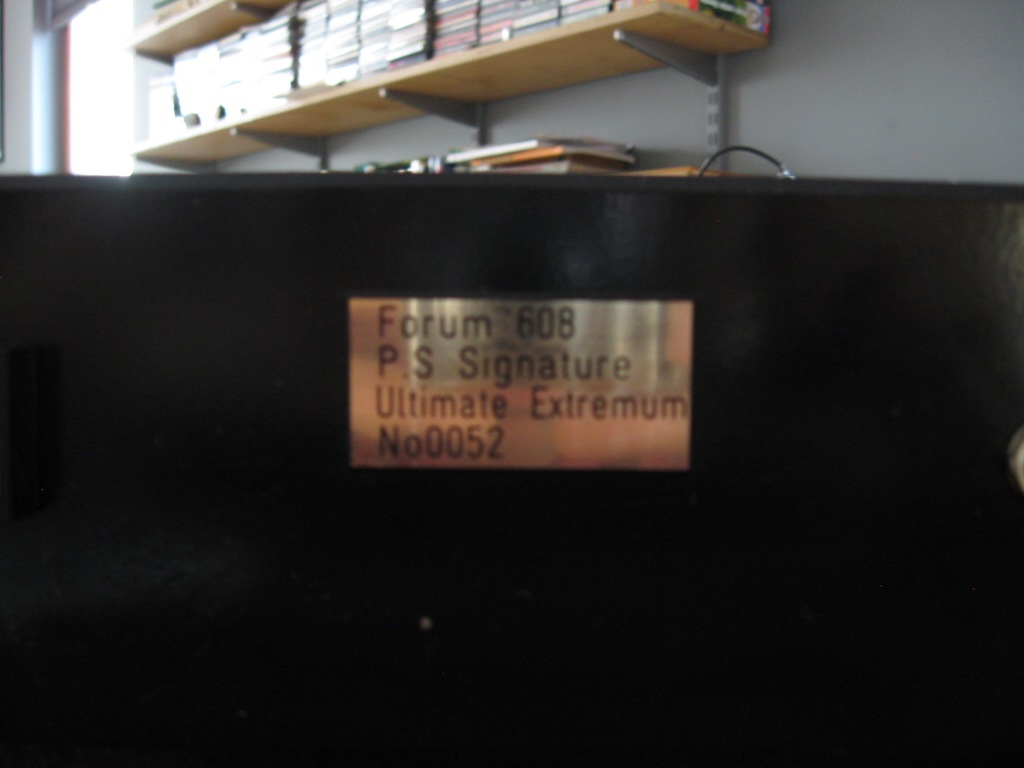 Forum 608
P.S Signature
Ultimate Extremum
No0052